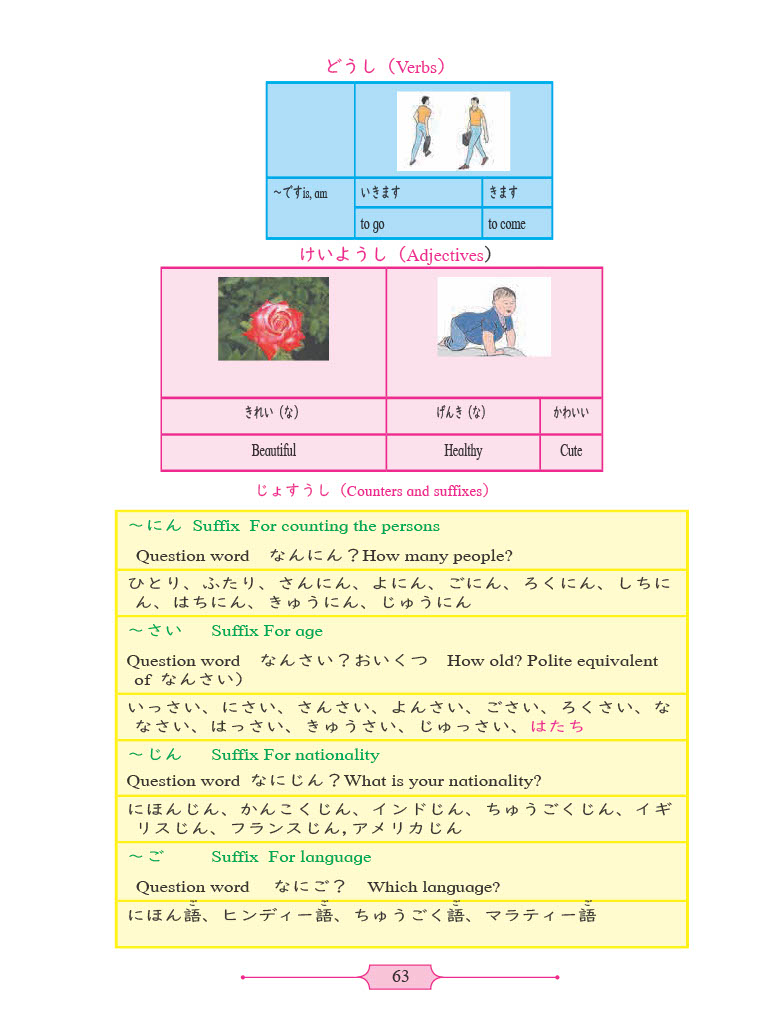 どうし（Verbs）
～ですis, am いきます きます
to go to come
けいようし（Adjectives）
きれい（な） げんき（な） かわいい
Beautiful Healthy Cute
じょすうし（Counters and suffixes）
～にん Suffix For counting the persons
Question word なんにん？How many people?
ひとり、ふたり、さんにん、よにん、ごにん、ろくにん、しちに
ん、はちにん、きゅうにん、じゅうにん
～さい Suffix For age
Question word なんさい？おいくつ How old? Polite equivalent
of なんさい）
いっさい、にさい、さんさい、よんさい、ごさい、ろくさい、な
なさい、はっさい、きゅうさい、じゅっさい、はたち
～じん Suffix For nationality
Question word なにじん？What is your nationality?
にほんじん、かんこくじん、インドじん、ちゅうごくじん、イギ
リスじん、フランスじん,アメリカじん
～ご Suffix For language
Question word なにご？ Which language?
ご ご ご ご
にほん語、ヒンディー語、ちゅうごく語、マラティー語
63